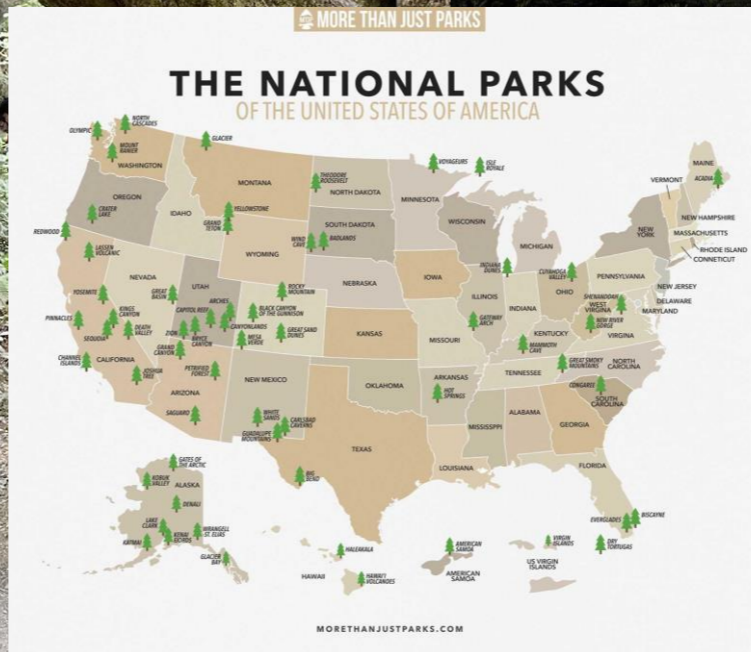 MORE THAN JUST PARKS
THE NATIONAL PARKS
OF THE UNITED STATES OF AMERICA
OLYMPIC
NORTH
CASCADES
MOUNT
RAINIER
WASHINGTON
GLACIER
MONTANA
THEODORE
ROOSEVELT
NORTH DAKOTA
VOYAGEURS
ISLE
ROYALE
MINNESOTA
MAINE
ACADIA
VERMONT
OREGON
CRATER
LAKE
IDAHO
YELLOWSTONE
GRAND
TETON
SOUTH DAKOTA
WIND
CAVE
BADLANDS
WISCONSIN
MICHIGAN
NEW
YORK
NEW HAMPSHIRE
MASSACHUSETTS
RHODE ISLAND
CONNETICUT
REDWOOD
LASSEN
VOLCANIC
WYOMING
NEVADA
GREAT
BASIN
UTAH
ROCKY
MOUNTAIN
NEBRASKA
IOWA
INDIANA
DUNES
CUYAHOGA
VALLEY
PENNSYLVANIA
NEW JERSEY
DELAWARE
MARYLAND
YOSEMITE
PINNACLES
KINGS
CANYON
SEQUOIA
DEATH
VALLEY
CAPITOL REEF
ARCHES
ZION
BRYCE
CANYON
CANYONLANDS
BLACK CANYON
OF THE GUNNISON
MESA
VERDE
GREAT SAND
DUNES
KANSAS
MISSOURI
ILLINOIS
GATEWAY
ARCH
INDIANA
OHIO
SHENANDOAH
WEST
VIRGINIA
NEW RIVER
GORGE
VIRGINIA
KENTUCKY
MAMMOTH
CAVE
CHANNEL
ISLANDS
CALIFORNIA
JOSHUA
TREE
GRAND
CANYON
PETRIFIED
FOREST
ARIZONA
SAGUARO
NEW MEXICO
WHITE
SANDS
CARLSBAD
CAVERNS
GUADALUPE
MOUNTAINS
OKLAHOMA
ARKANSAS
HOT
SPRINGS
TENNESSEE
GREAT SMOKY
MOUNTAINS
NORTH
CAROLINA
CONGAREE
SOUTH
CAROLINA
TEXAS
BIG
BEND
LOUISIANA
MISSISSPPI
ALABAMA
GEORGIA
FLORIDA
EVERGLADES
BISCAYNE
DRY
TORTUGAS
GATES OF
THE ARCTIC
KOBUK
VALLEY
ALASKA
DENALI
LAKE
CLARK
WRANGELL
ST. ELIAS
KATMAI
KENAI
FJORDS
GLACIER
BAY
HALEAKALA
HAWAII
HAWAI'I
VOLCANOES
AMERICAN
SAMOA
AMERICAN
SAMOA
VIRGIN
ISLANDS
US VIRGIN
ISLANDS
MORETHANJUSTPARKS.COM